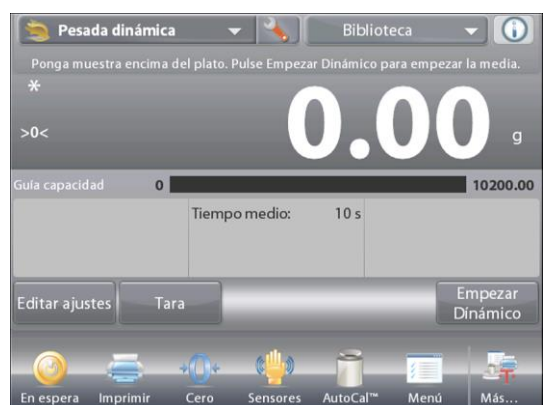 Pesada dinámica
Biblioteca
Ponga muestra encima del plato. Pulse Empezar Dinámico para empezar la media.
*
>0<
0.00 g
Guía capacidad 0 10200.00
Tiempo medio: 10 s
Editar ajustes
Tara
Empezar
Dínámico
En espera
Imprimir
Cero
Sensores
AutoCal™
Menú
Más...